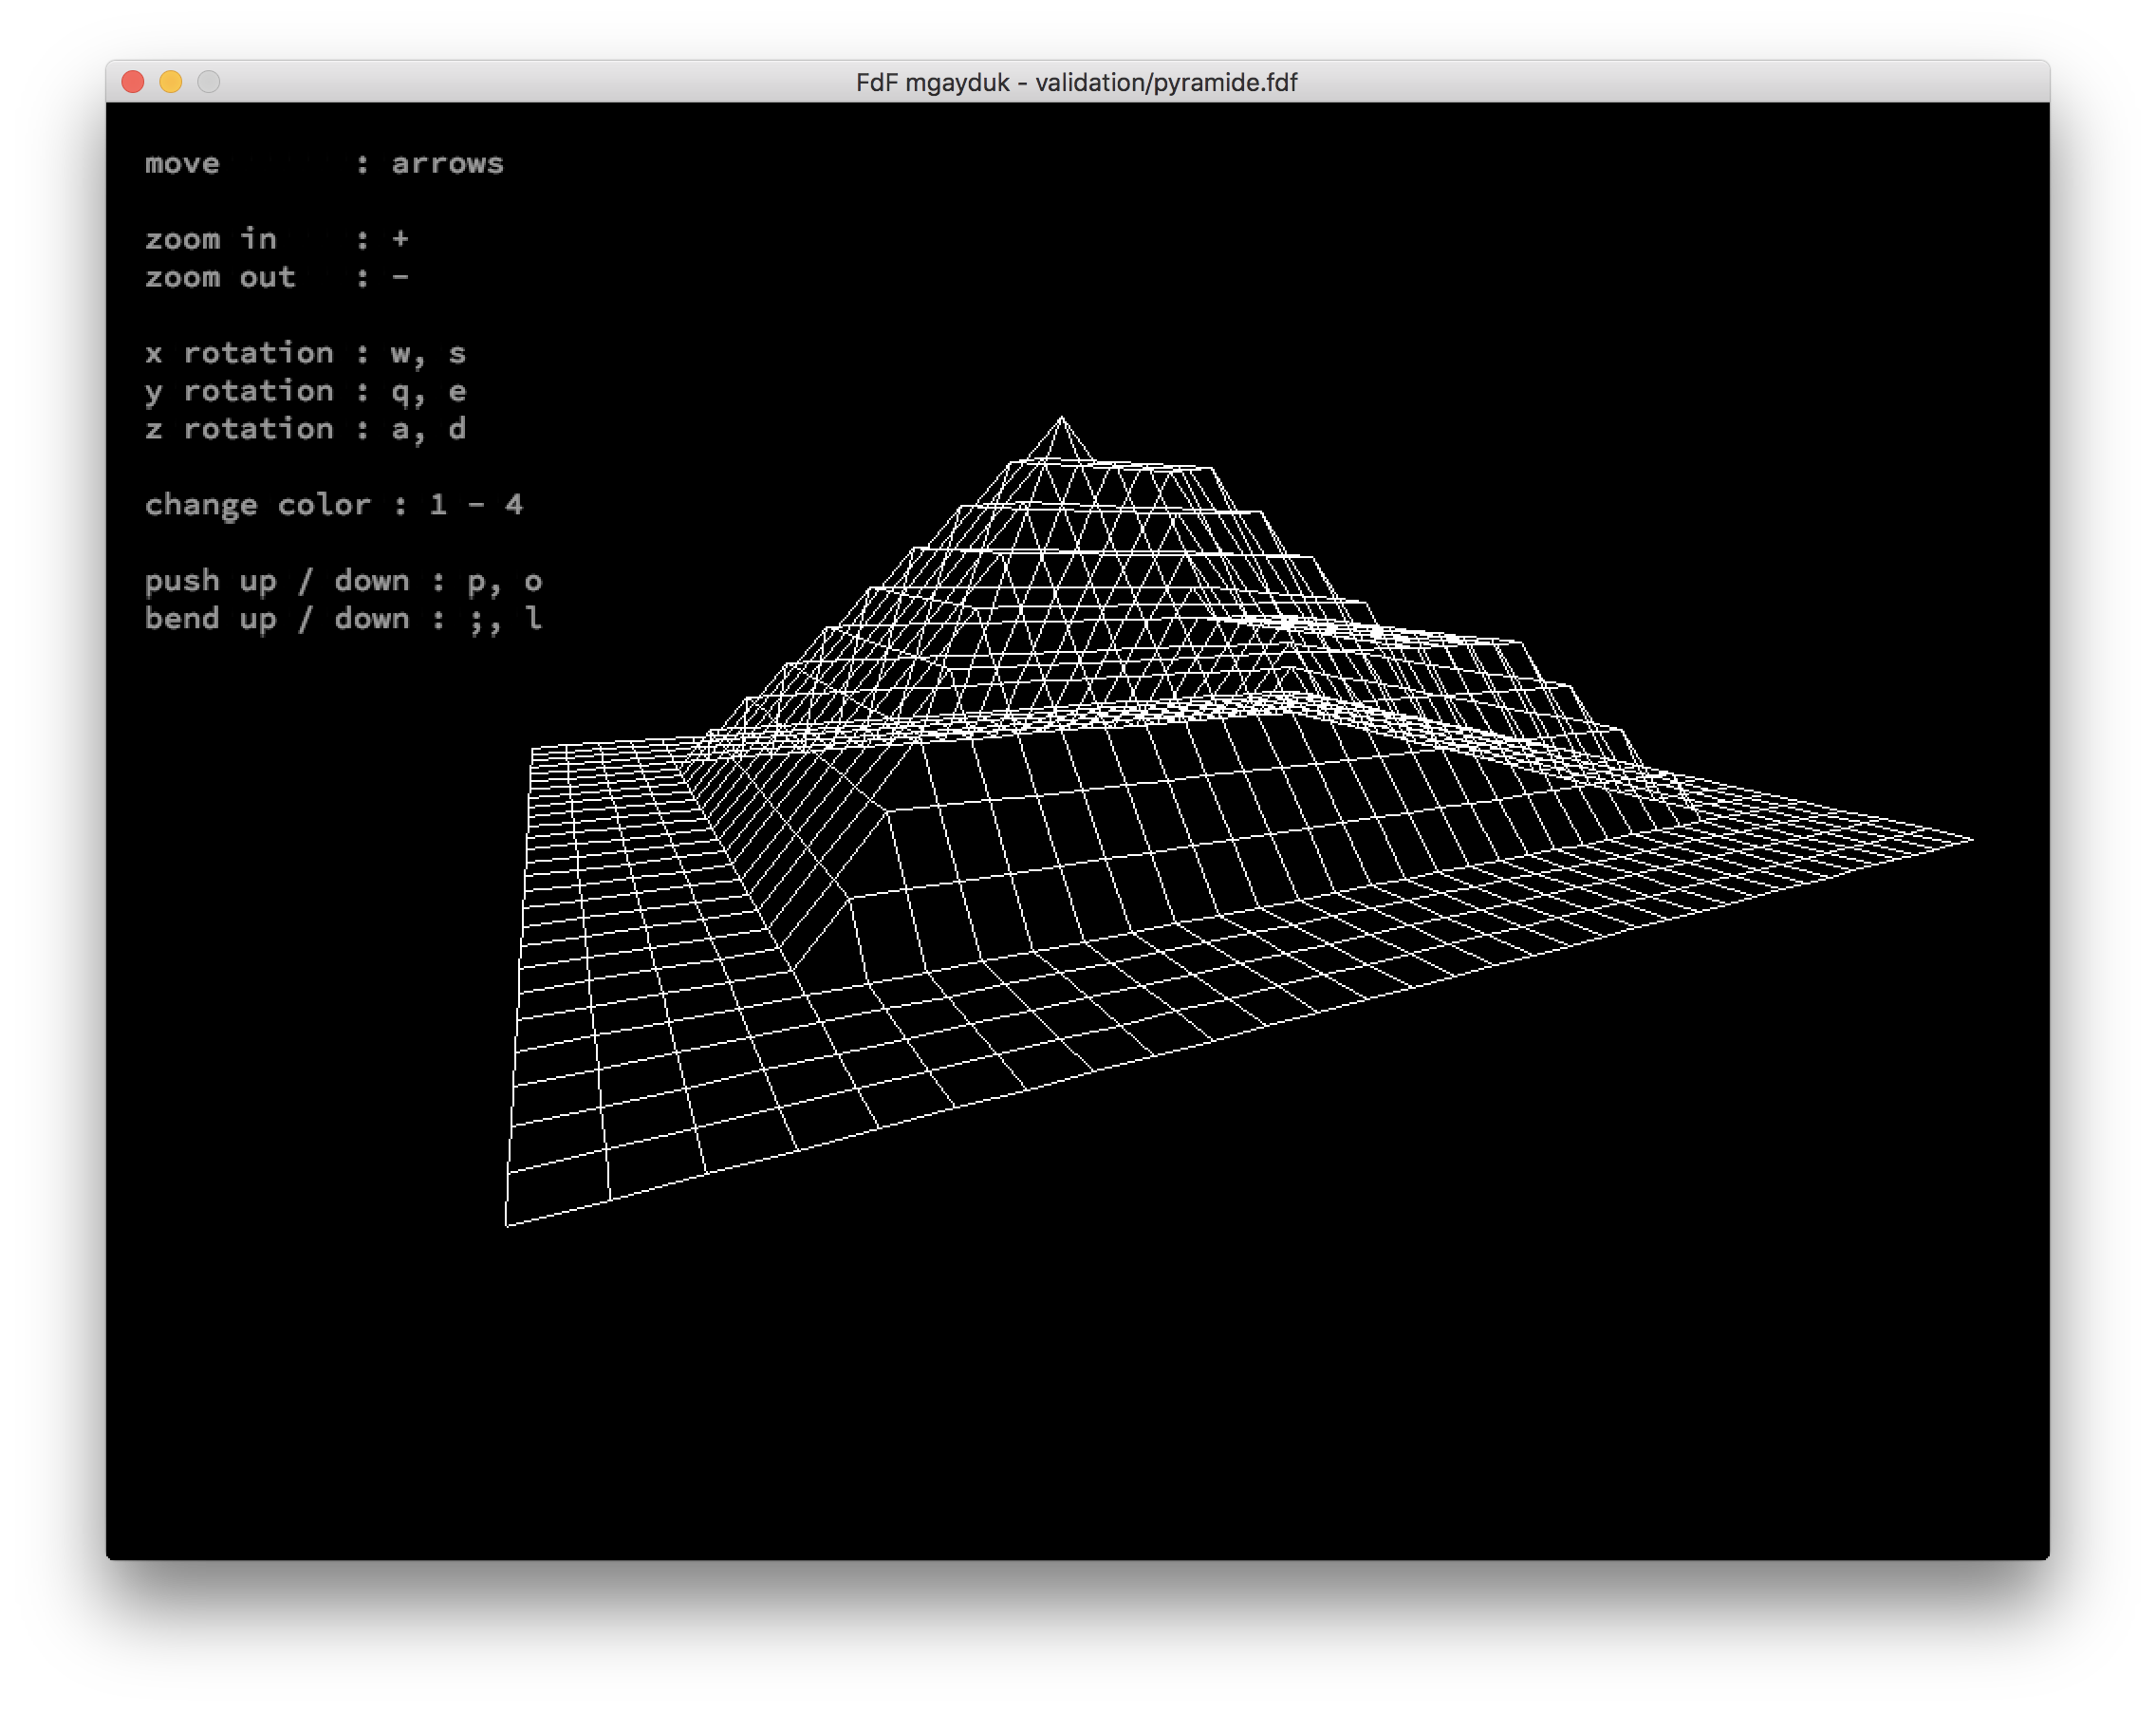 FdF mgayduk - validation/pyramide.fdf
move : arrows
zoom in : +
zoom out : -
x rotation : w, s
y rotation : q, e
z rotation : a, d
change color : 1 - 4
push up / down : p, o
bend up / down : ;, l